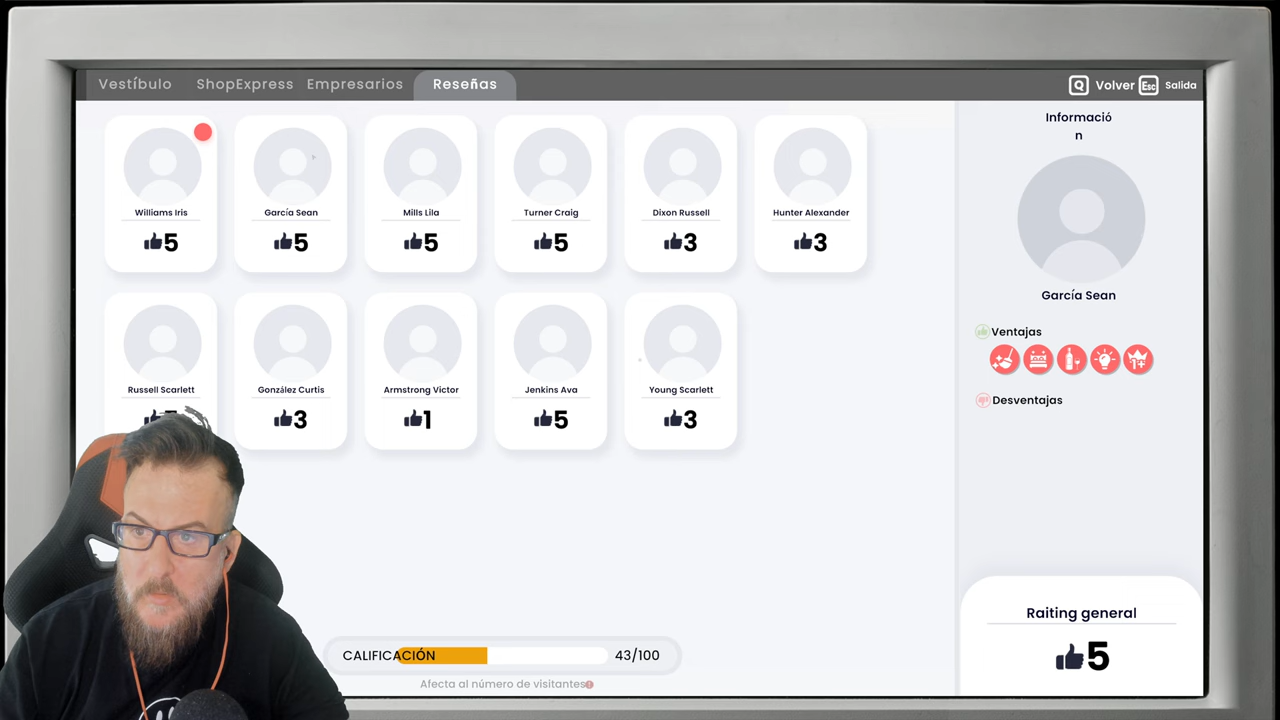 Vestíbulo ShopExpress Empresarios Reseñas Q Volver Esc Salida
Williams Iris García Sean Mills Lila Turner Craig Dixon Russell Hunter Alexander
5 5 5 5 3 3
Russell Scarlett González Curtis Armstrong Victor Jenkins Ava Young Scarlett
3 1 5 3
CALIFICACIÓN 43/100
Afecta al número de visitantes
Informació
n
García Sean
Ventajas
1+
Desventajas
Raiting general
5